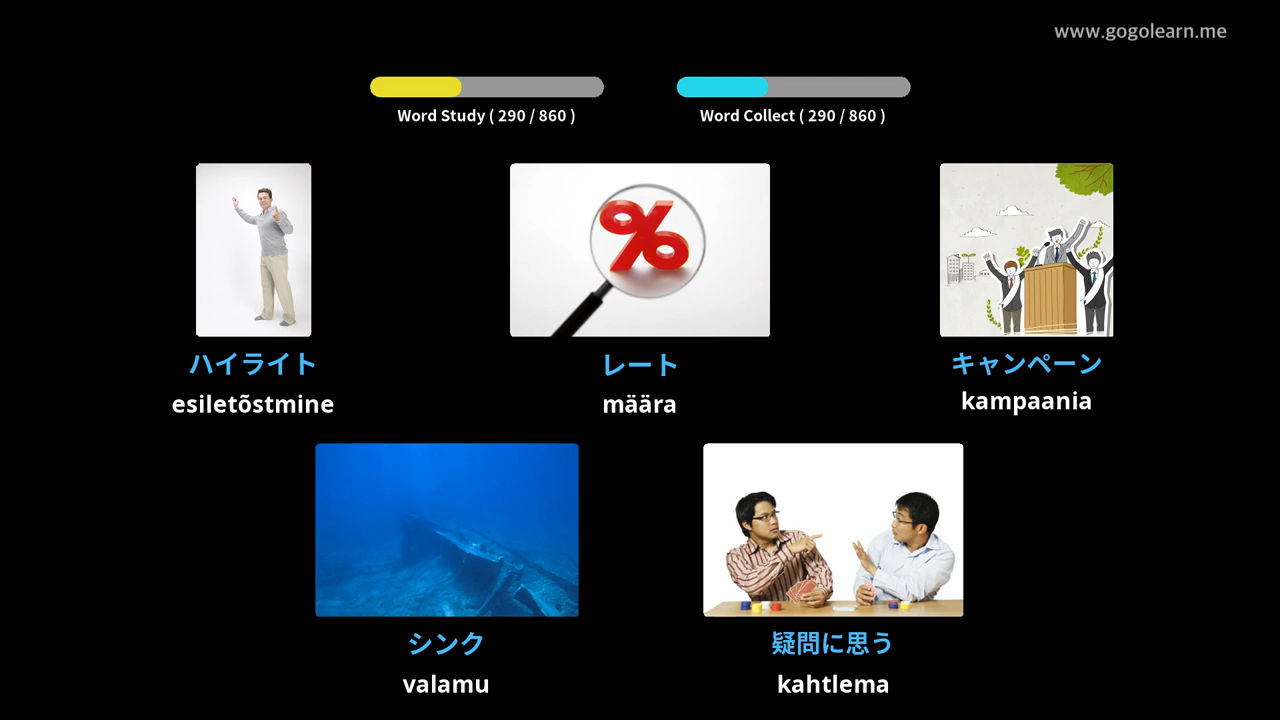 www.gogolearn.me
Word Study ( 290 / 860 )
Word Collect ( 290 / 860 )
ハイライト
esiletõstmine
レート
määra
キャンペーン
kampaania
シンク
valamu
疑問に思う
kahtlema